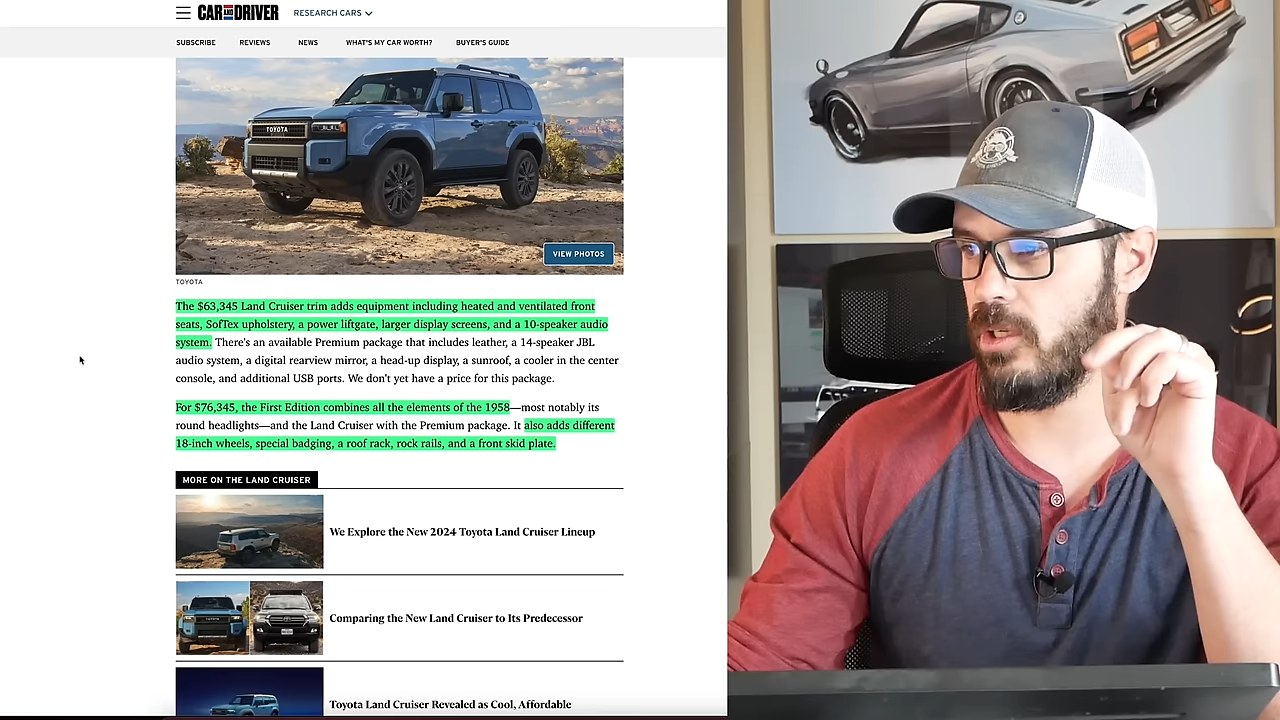 CAR AND DRIVER
RESEARCH CARS
SUBSCRIBE
REVIEWS
NEWS
WHAT'S MY CAR WORTH?
BUYER'S GUIDE
TOYOTA
VIEW PHOTOS
TOYOTA
The $63,345 Land Cruiser trim adds equipment including heated and ventilated front
seats, SofTex upholstery, a power liftgate, larger display screens, and a 10-speaker audio
system. There's an available Premium package that includes leather, a 14-speaker JBL
audio system, a digital rearview mirror, a head-up display, a sunroof, a cooler in the center
console, and additional USB ports. We don't yet have a price for this package.
For $76,345, the First Edition combines all the elements of the 1958—most notably its
round headlights—and the Land Cruiser with the Premium package. It also adds different
18-inch wheels, special badging, a roof rack, rock rails, and a front skid plate.
MORE ON THE LAND CRUISER
We Explore the New 2024 Toyota Land Cruiser Lineup
Comparing the New Land Cruiser to Its Predecessor
Toyota Land Cruiser Revealed as Cool, Affordable